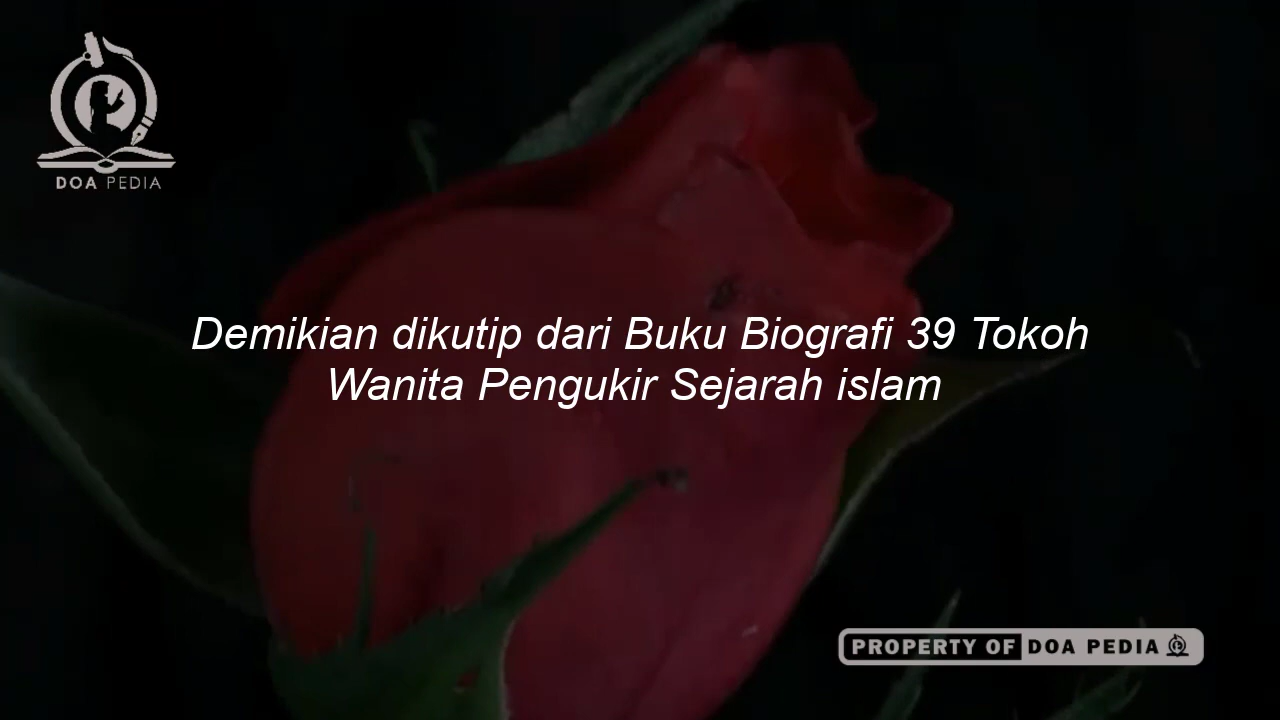 DOA PEDIA
Demikian dikutip dari Buku Biografi 39 Tokoh
Wanita Pengukir Sejarah islam
PROPERTY OF DOA PEDIA